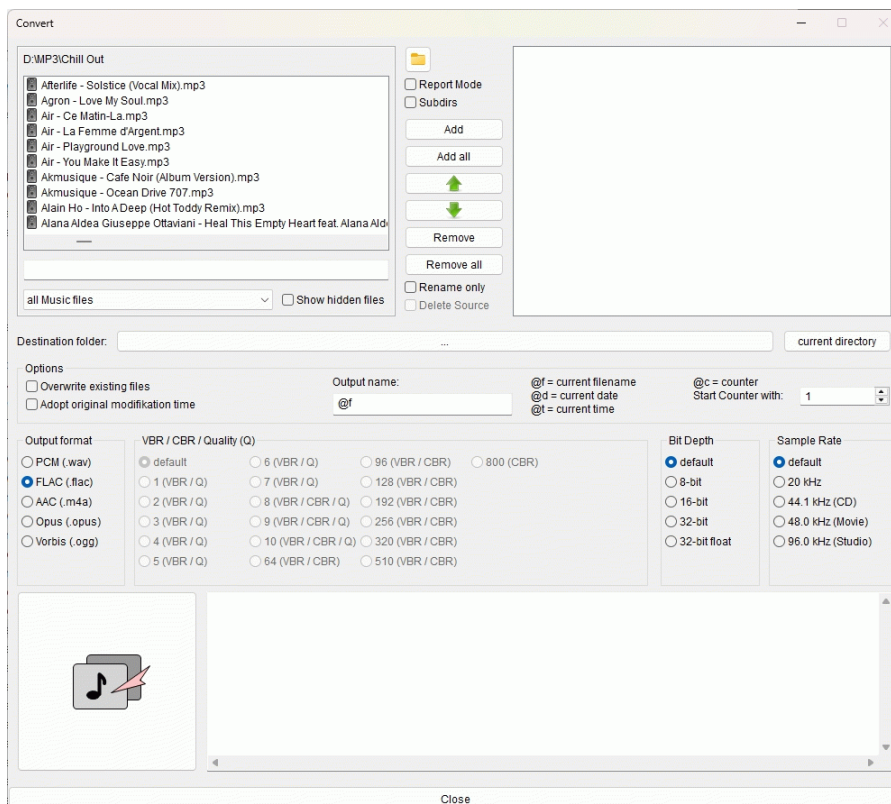 Convert
D:\MP3\Chill Out
Afterlife - Solstice (Vocal Mix).mp3
Agron - Love My Soul.mp3
Air - Ce Matin-La.mp3
Air - La Femme d'Argent.mp3
Air - Playground Love.mp3
Air - You Make It Easy.mp3
Akmusique - Cafe Noir (Album Version).mp3
Akmusique - Ocean Drive 707.mp3
Alain Ho - Into A Deep (Hot Toddy Remix).mp3
Alana Aldea Giuseppe Ottaviani - Heal This Empty Heart feat. Alana Alde
all Music files
Show hidden files
Report Mode
Subdirs
Add
Add all
Remove
Remove all
Rename only
Delete Source
Destination folder:
...
current directory
Options
Overwrite existing files
Adopt original modifikation time
Output name:
@f
@f = current filename
@d = current date
@t = current time
@c = counter
Start Counter with:
1
Output format
PCM (.wav)
FLAC (.flac)
AAC (.m4a)
Opus (.opus)
Vorbis (.ogg)
VBR / CBR / Quality (Q)
default
1 (VBR / Q)
2 (VBR / Q)
3 (VBR / Q)
4 (VBR / Q)
5 (VBR / Q)
6 (VBR / Q)
7 (VBR / Q)
8 (VBR / CBR / Q)
9 (VBR / CBR / Q)
10 (VBR / CBR / Q)
64 (VBR / CBR)
96 (VBR / CBR)
128 (VBR / CBR)
192 (VBR / CBR)
256 (VBR / CBR)
320 (VBR / CBR)
510 (VBR / CBR)
800 (CBR)
Bit Depth
default
8-bit
16-bit
32-bit
32-bit float
Sample Rate
default
20 kHz
44.1 kHz (CD)
48.0 kHz (Movie)
96.0 kHz (Studio)
Close